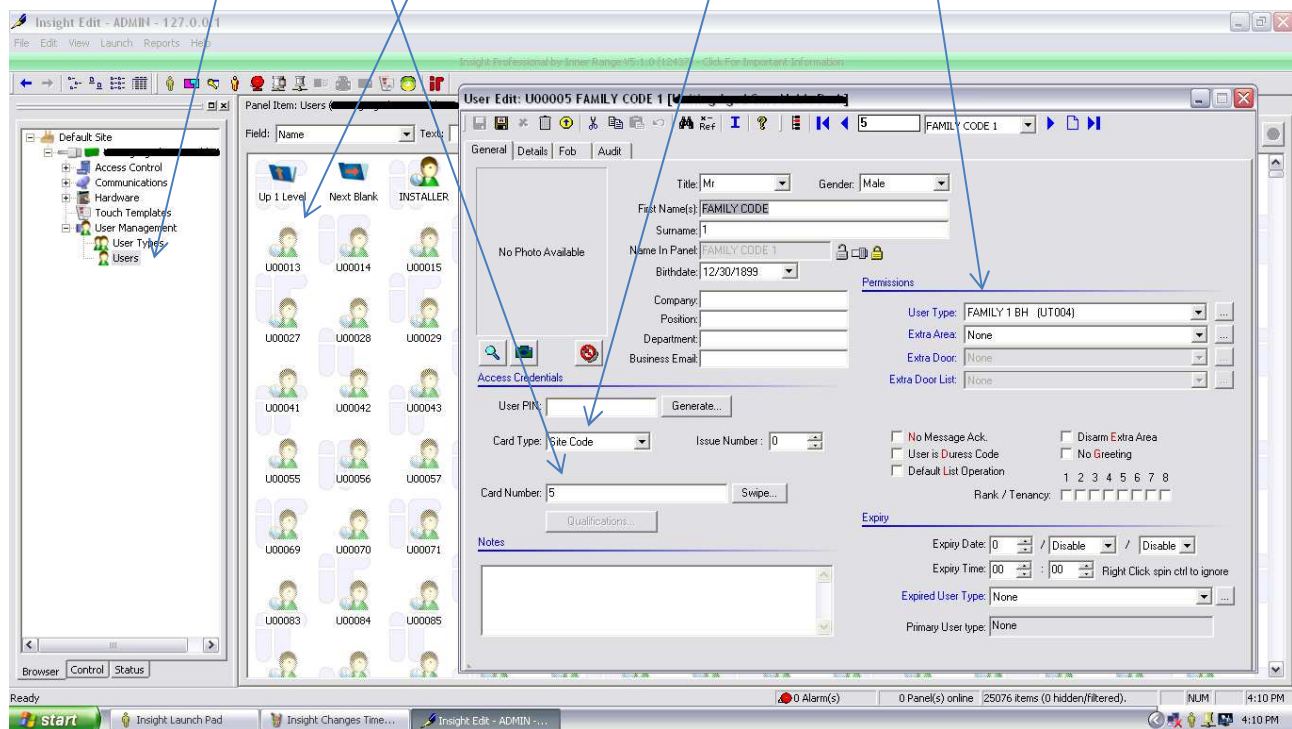 Insight Edit - ADMIN - 127.0.0.1
File Edit View Launch Reports Help
Insight Professional by Inner Range V5.1.0 (12437) - Click For Important Information
Panel Item: Users
Field: Name Text:
Default Site
Access Control
Communications
Hardware
Touch Templates
User Management
User Types
Users
Up 1 Level Next Blank INSTALLER
U00013 U00014 U00015
U00027 U00028 U00029
U00041 U00042 U00043
U00055 U00056 U00057
U00069 U00070 U00071
U00083 U00084 U00085
Browser Control Status
User Edit: U00005 FAMILY CODE 1
Ref I ? 5 FAMILY CODE 1
General Details Fob Audit
No Photo Available
Title: Mr Gender: Male
First Name(s): FAMILY CODE
Surname: 1
Name In Panel: FAMILY CODE 1
Birthdate: 12/30/1899
Company:
Position:
Department:
Business Email:
Access Credentials
User PIN: Generate...
Card Type: Site Code Issue Number : 0
Card Number: 5 Swipe...
Qualifications...
Notes
Permissions
User Type: FAMILY 1 BH (UT004) ...
Extra Area: None ...
Extra Door: None ...
Extra Door List: None ...
No Message Ack. Disarm Extra Area
User is Duress Code No Greeting
Default List Operation
1 2 3 4 5 6 7 8
Rank / Tenancy:
Expiry
Expiry Date: 0 / Disable / Disable
Expiry Time: 00 : 00 Right Click spin ctrl to ignore
Expired User Type: None ...
Primary User type: None
Ready 0 Alarm(s) 0 Panel(s) online 25076 items (0 hidden/filtered). NUM 4:10 PM
start Insight Launch Pad Insight Changes Time... Insight Edit - ADMIN -... 4:10 PM